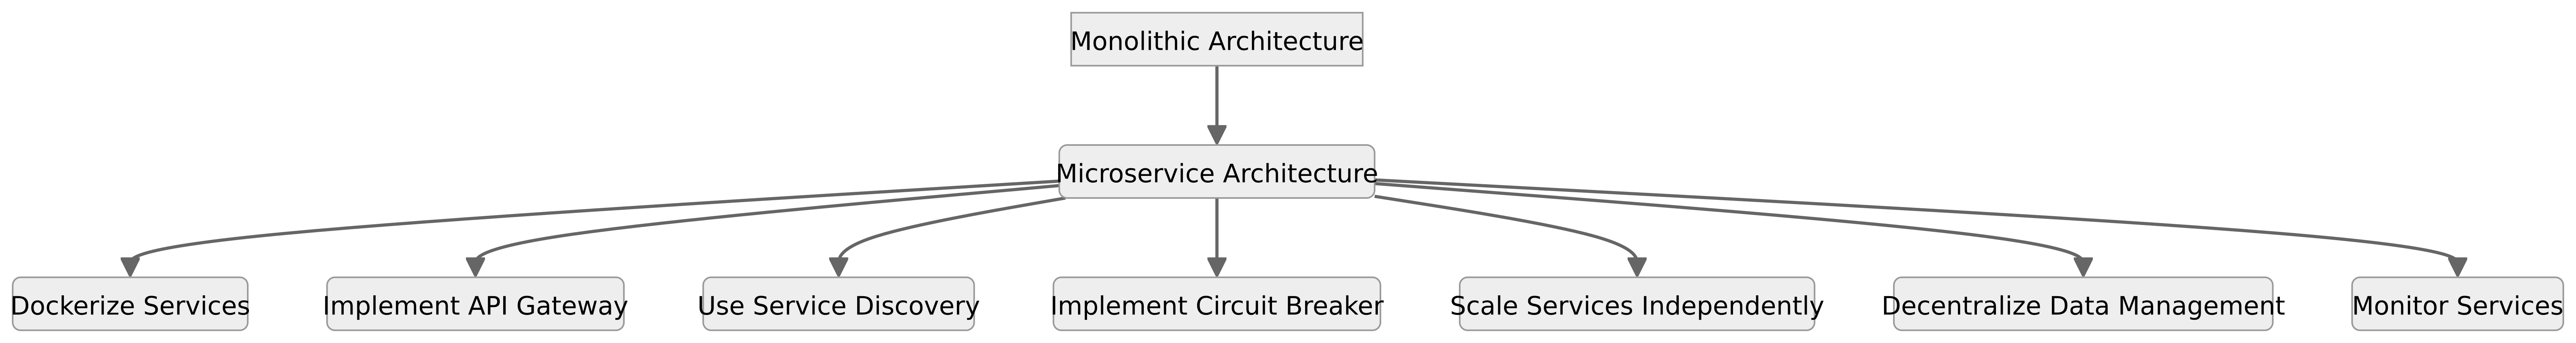 Monolithic Architecture
Microservice Architecture
Dockerize Services
Implement API Gateway
Use Service Discovery
Implement Circuit Breaker
Scale Services Independently
Decentralize Data Management
Monitor Services